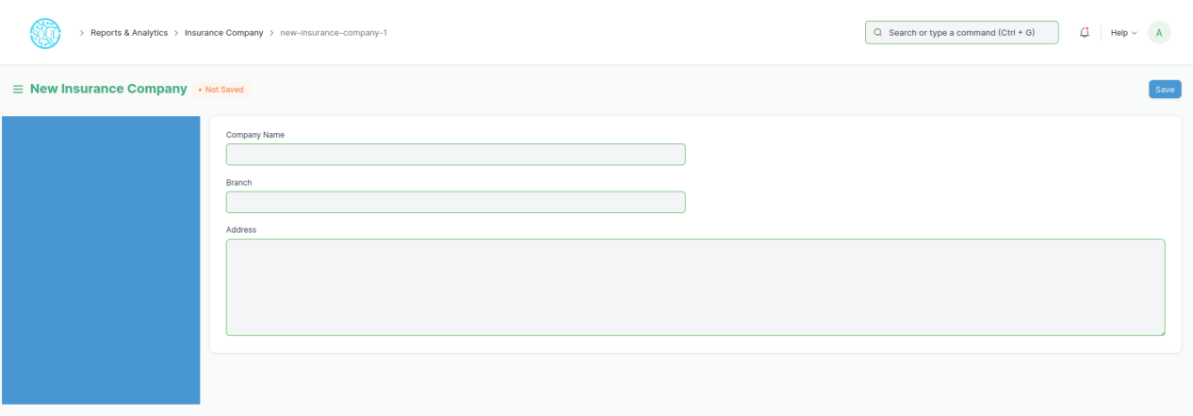 > Reports & Analytics > Insurance Company > new-insurance-company-1
Search or type a command (Ctrl + G)
Help
A
New Insurance Company
• Not Saved
Save
Company Name
Branch
Address